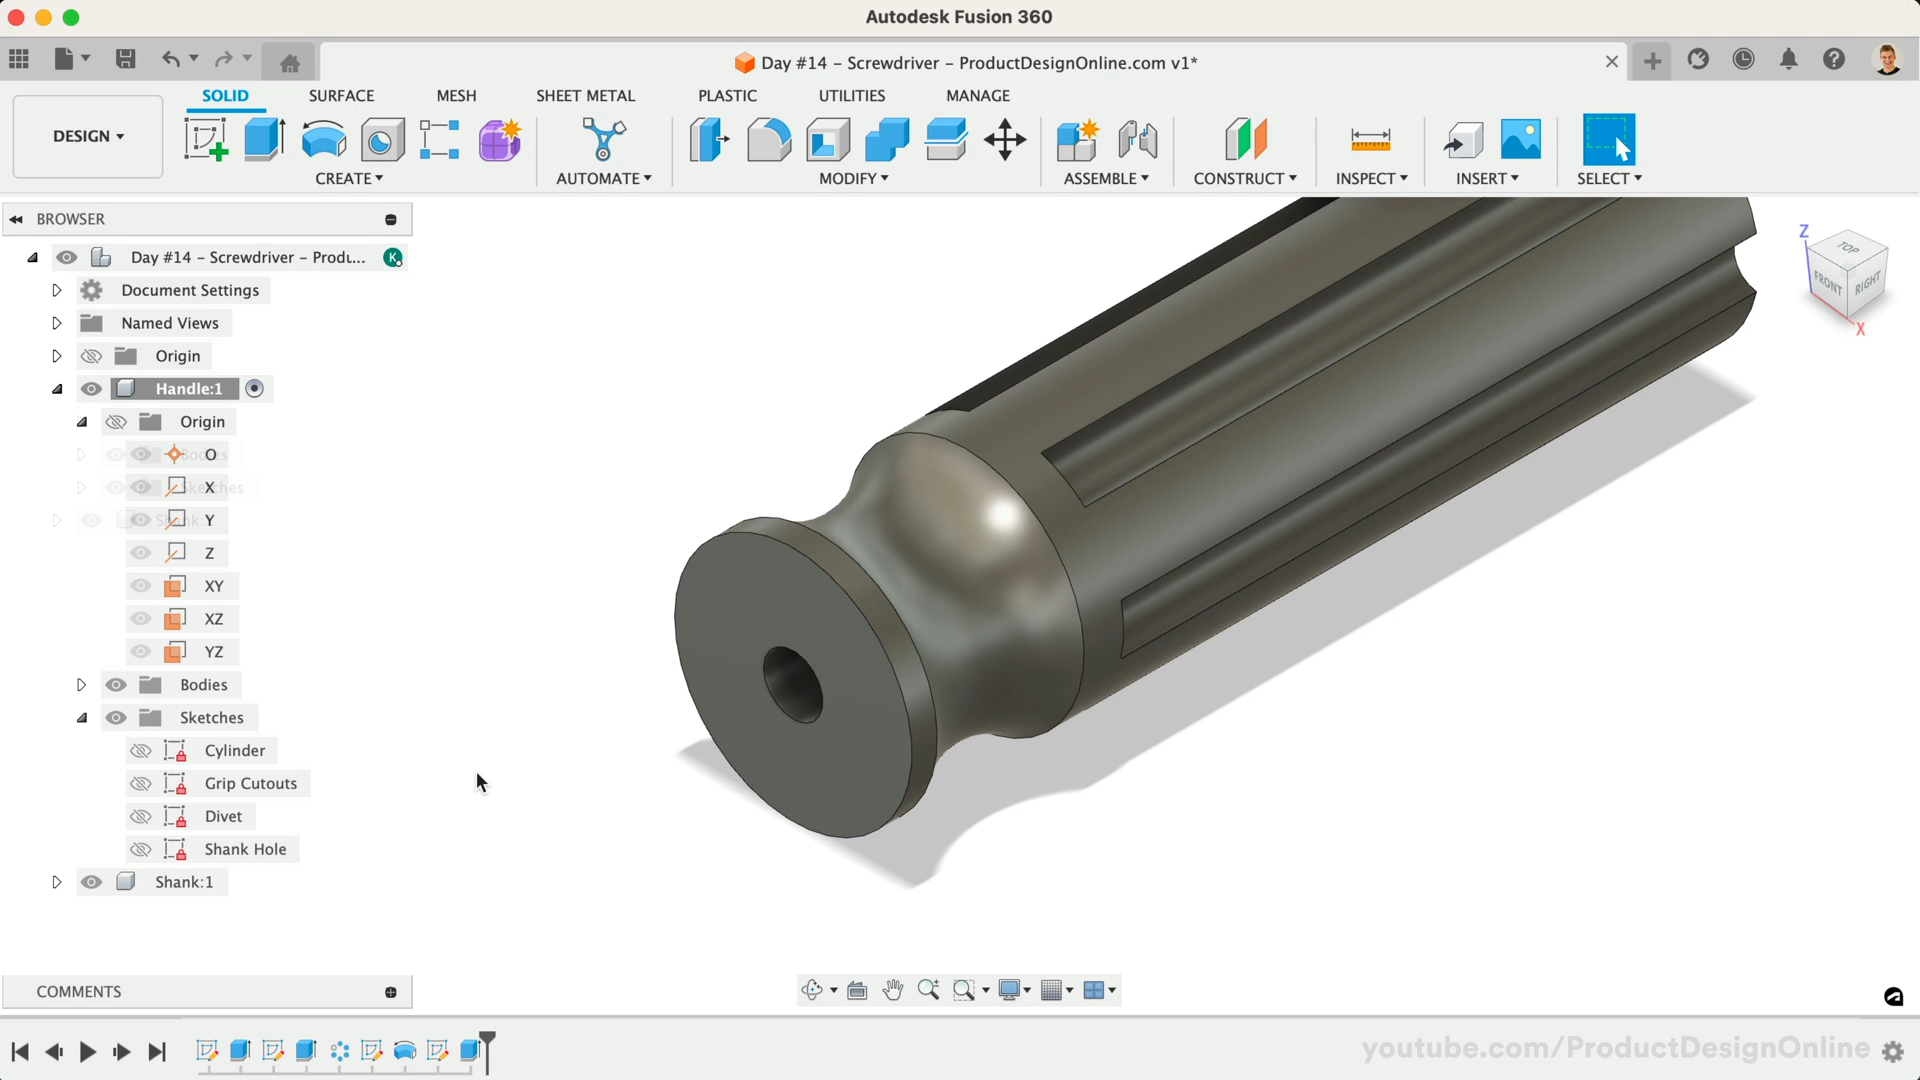 Autodesk Fusion 360
Day #14 - Screwdriver - ProductDesignOnline.com v1*
SOLID SURFACE MESH SHEET METAL PLASTIC UTILITIES MANAGE
DESIGN
CREATE AUTOMATE MODIFY ASSEMBLE CONSTRUCT INSPECT INSERT SELECT
BROWSER
Day #14 - Screwdriver - Produ... K
Document Settings
Named Views
Origin
Handle:1
Origin
O
X
Y
Z
XY
XZ
YZ
Bodies
Sketches
Cylinder
Grip Cutouts
Divet
Shank Hole
Shank:1
Z
TOP
FRONT RIGHT
X
COMMENTS
youtube.com/ProductDesignOnline